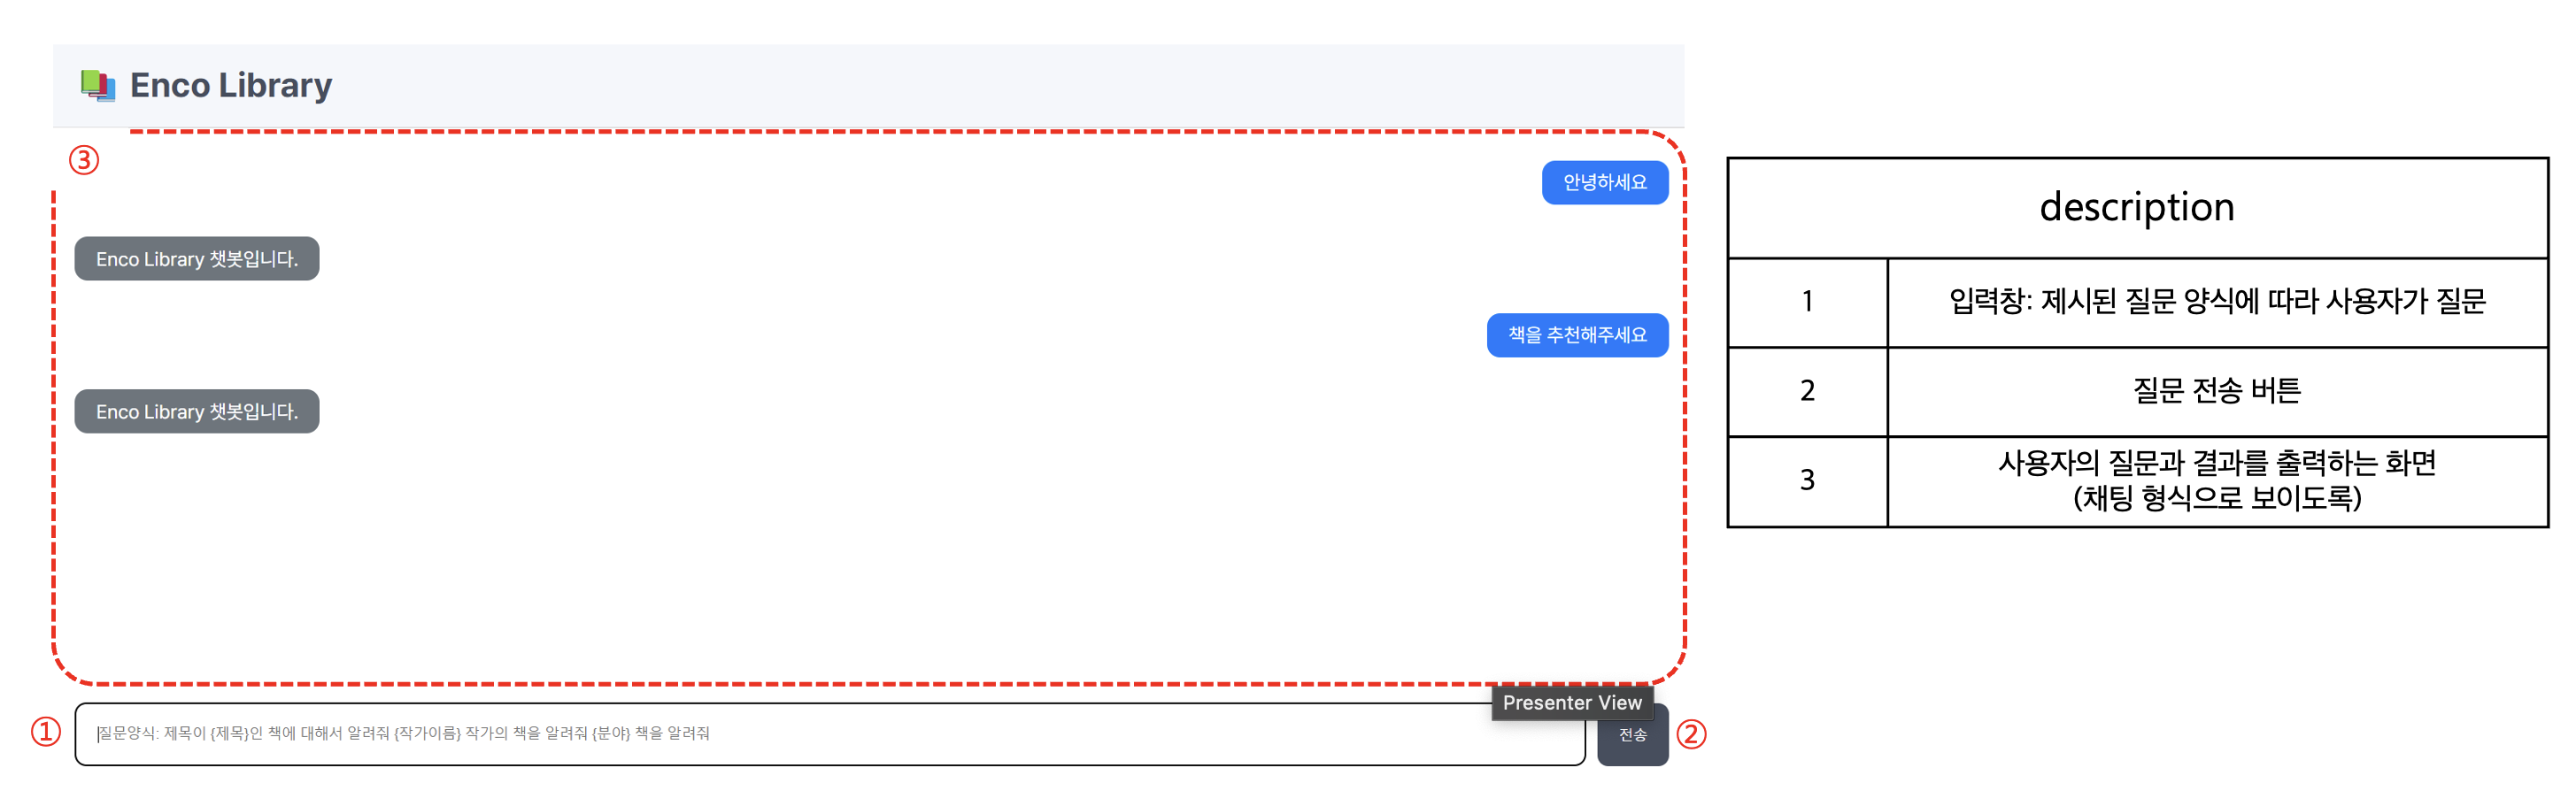 Enco Library
③
안녕하세요
Enco Library 챗봇입니다.
책을 추천해주세요
Enco Library 챗봇입니다.
Presenter View
①
질문양식: 제목이 {제목}인 책에 대해서 알려줘 {작가이름} 작가의 책을 알려줘 {분야} 책을 알려줘
전송
②
description
1 입력창: 제시된 질문 양식에 따라 사용자가 질문
2 질문 전송 버튼
3 사용자의 질문과 결과를 출력하는 화면
(채팅 형식으로 보이도록)